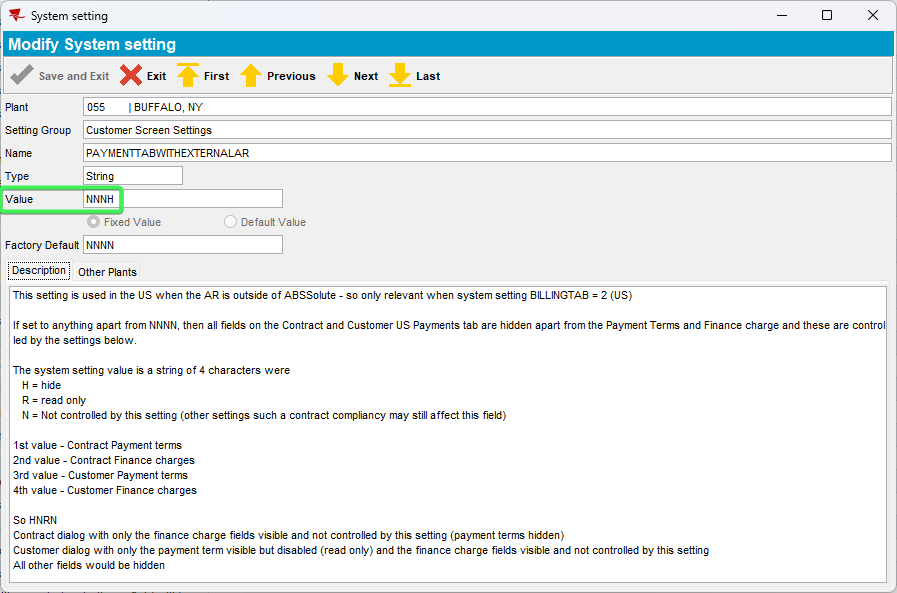 System setting
Modify System setting
Save and Exit Exit First Previous Next Last
Plant 055 | BUFFALO, NY
Setting Group Customer Screen Settings
Name PAYMENTTABWITHEXTERNALAR
Type String
Value NNNH
Fixed Value Default Value
Factory Default NNNN
Description Other Plants
This setting is used in the US when the AR is outside of ABSSolute - so only relevant when system setting BILLINGTAB = 2 (US)
If set to anything apart from NNNN, then all fields on the Contract and Customer US Payments tab are hidden apart from the Payment Terms and Finance charge and these are control
led by the settings below.
The system setting value is a string of 4 characters were
H = hide
R = read only
N = Not controlled by this setting (other settings such a contract compliancy may still affect this field)
1st value - Contract Payment terms
2nd value - Contract Finance charges
3rd value - Customer Payment terms
4th value - Customer Finance charges
So HNRN
Contract dialog with only the finance charge fields visible and not controlled by this setting (payment terms hidden)
Customer dialog with only the payment term visible but disabled (read only) and the finance charge fields visible and not controlled by this setting
All other fields would be hidden